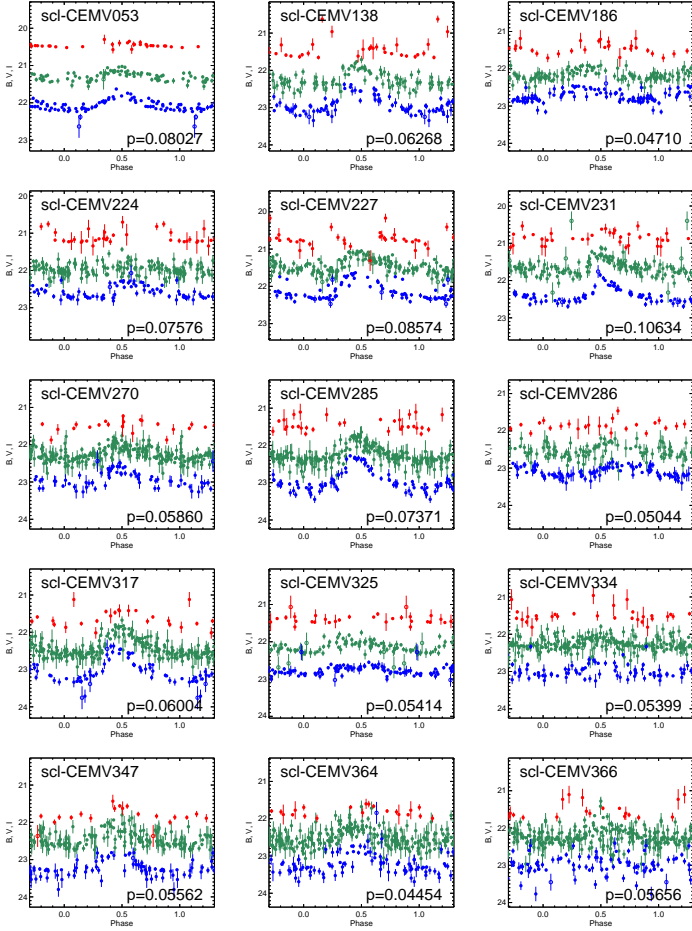 scl-CEMV053 scl-CEMV138 scl-CEMV186
20 21 22 23
B, V, I
p=0.08027
0.0 0.5 1.0
Phase
21 22 23 24
B, V, I
p=0.06268
0.0 0.5 1.0
Phase
21 22 23 24
B, V, I
p=0.04710
0.0 0.5 1.0
Phase
scl-CEMV224 scl-CEMV227 scl-CEMV231
20 21 22 23
B, V, I
p=0.07576
0.0 0.5 1.0
Phase
20 21 22 23
B, V, I
p=0.08574
0.0 0.5 1.0
Phase
20 21 22 23
B, V, I
p=0.10634
0.0 0.5 1.0
Phase
scl-CEMV270 scl-CEMV285 scl-CEMV286
21 22 23 24
B, V, I
p=0.05860
0.0 0.5 1.0
Phase
21 22 23 24
B, V, I
p=0.07371
0.0 0.5 1.0
Phase
21 22 23 24
B, V, I
p=0.05044
0.0 0.5 1.0
Phase
scl-CEMV317 scl-CEMV325 scl-CEMV334
21 22 23 24
B, V, I
p=0.06004
0.0 0.5 1.0
Phase
21 22 23 24
B, V, I
p=0.05414
0.0 0.5 1.0
Phase
21 22 23 24
B, V, I
p=0.05399
0.0 0.5 1.0
Phase
scl-CEMV347 scl-CEMV364 scl-CEMV366
21 22 23 24
B, V, I
p=0.05562
0.0 0.5 1.0
Phase
21 22 23 24
B, V, I
p=0.04454
0.0 0.5 1.0
Phase
21 22 23 24
B, V, I
p=0.05656
0.0 0.5 1.0
Phase